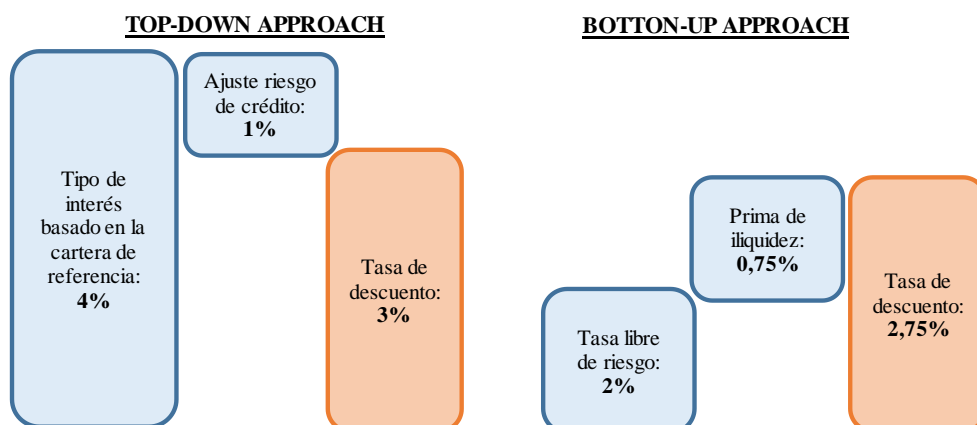 TOP-DOWN APPROACH
Ajuste riesgo
de crédito:
1%
Tipo de
interés
basado en la
cartera de
referencia:
4%
Tasa de
descuento:
3%
BOTTON-UP APPROACH
Prima de
iliquidez:
0,75%
Tasa libre
de riesgo:
2%
Tasa de
descuento:
2,75%